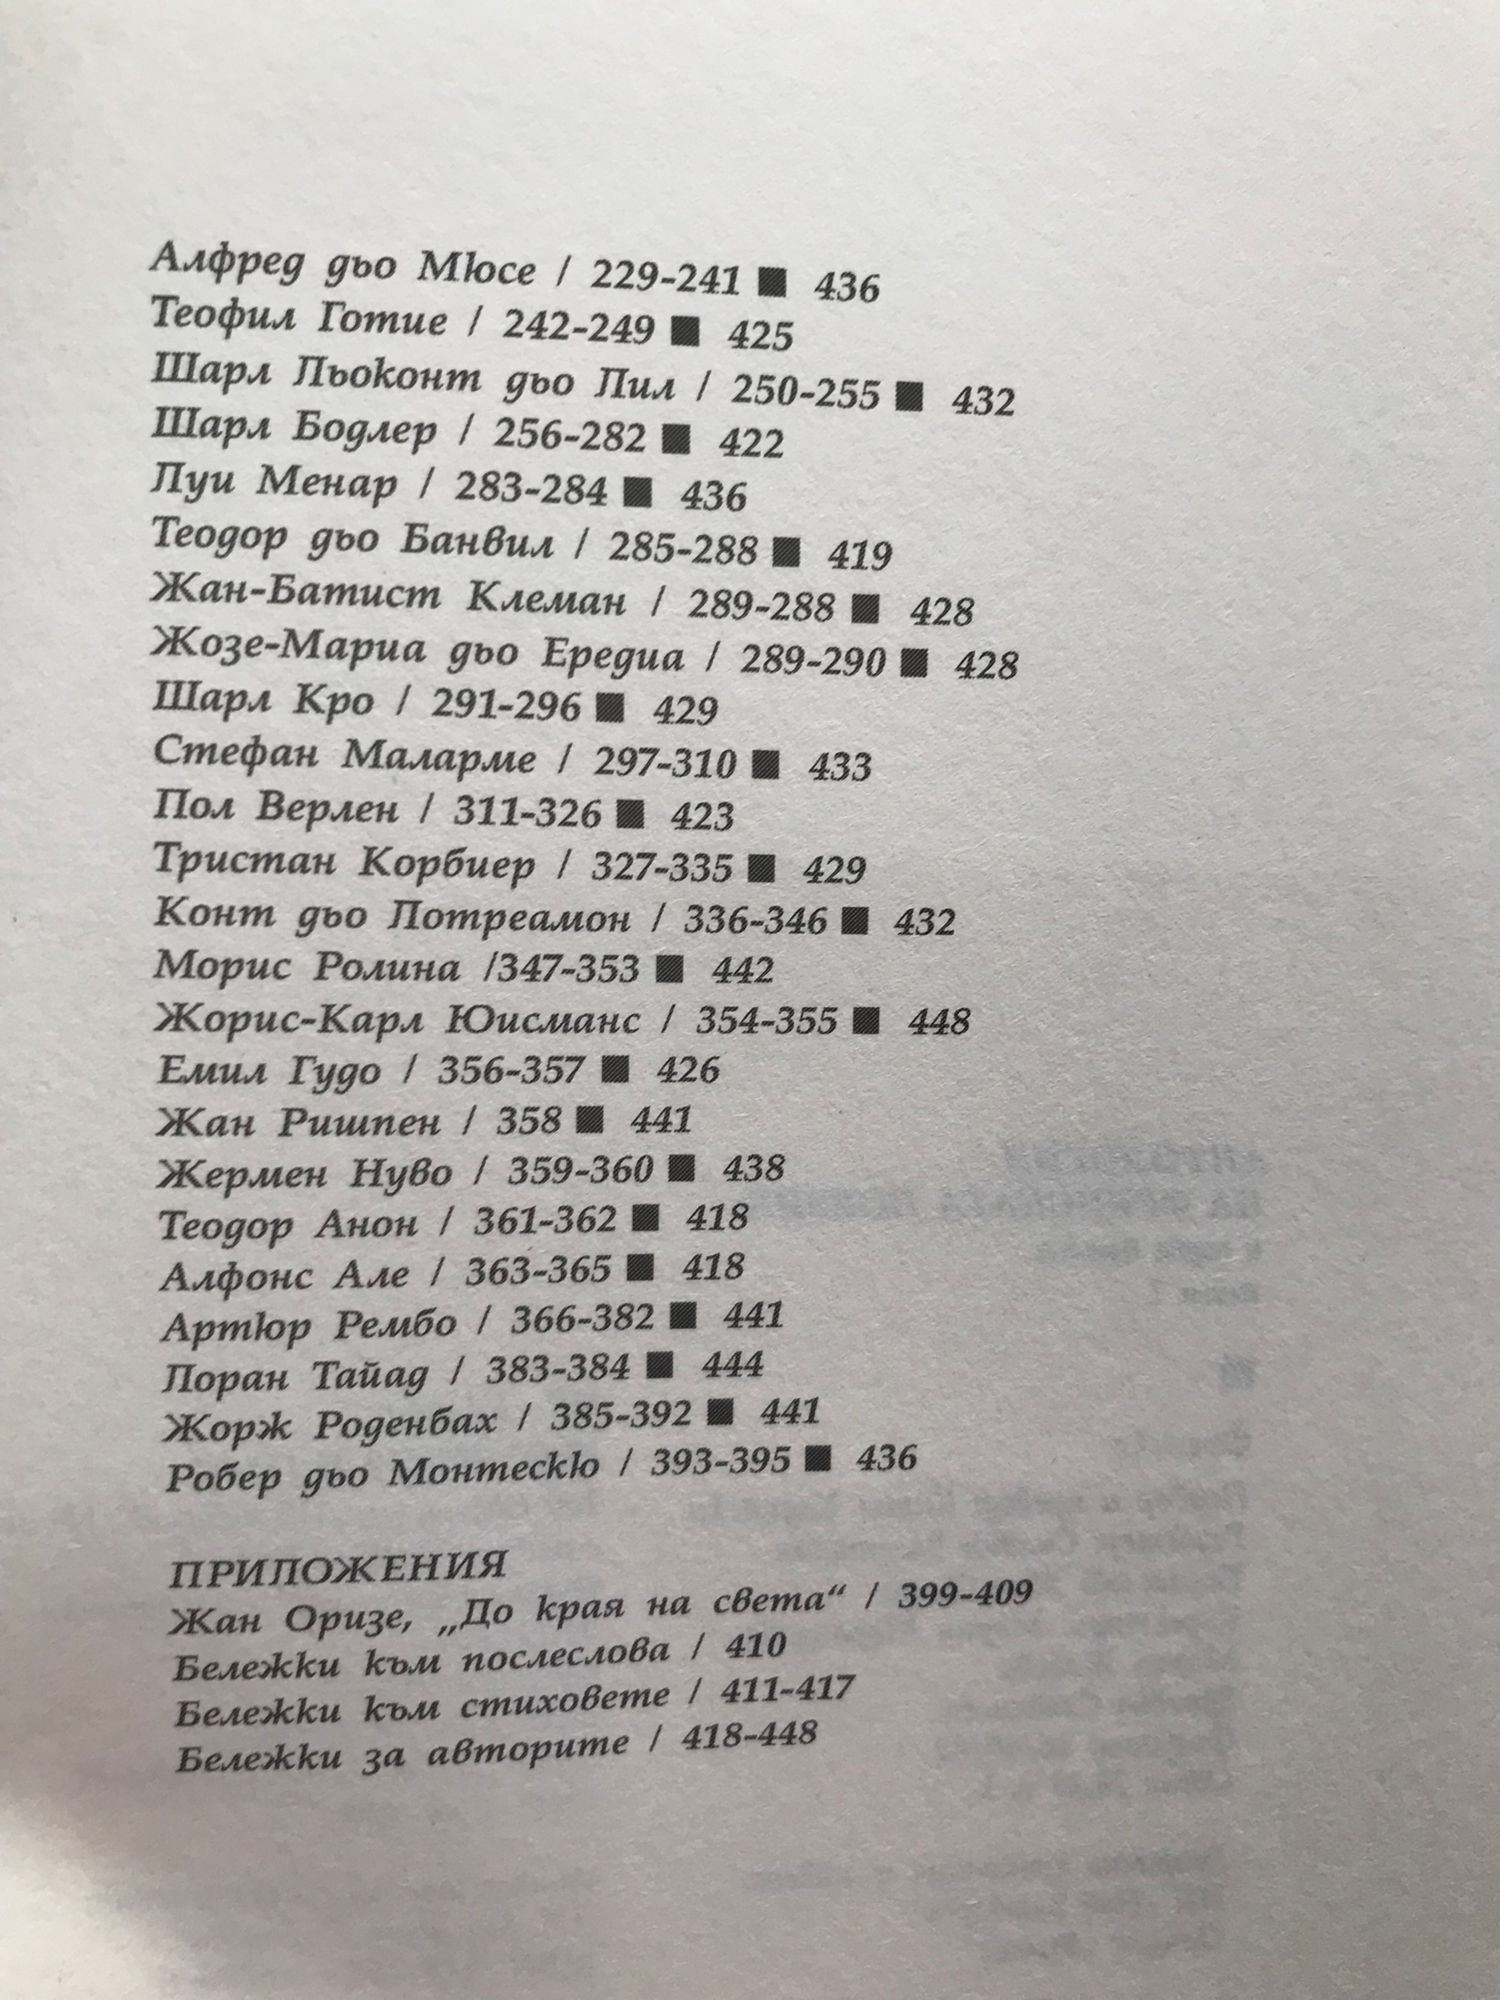 Алфред дьо Мюсе / 229-241 ■ 436
Теофил Готие / 242-249 ■ 425
Шарл Льоконт дьо Лил / 250-255 ■ 432
Шарл Бодлер / 256-282 ■ 422
Луи Менар / 283-284 ■ 436
Теодор дьо Банвил / 285-288 ■ 419
Жан-Батист Клеман / 289-288 ■ 428
Жозе-Мариа дьо Ередиа / 289-290 ■ 428
Шарл Кро / 291-296 ■ 429
Стефан Маларме / 297-310 ■ 433
Пол Верлен / 311-326 ■ 423
Тристан Корбиер / 327-335 ■ 429
Конт дьо Лотреамон / 336-346 ■ 432
Морис Ролина /347-353 ■ 442
Жорис-Карл Юисманс / 354-355 ■ 448
Емил Гудо / 356-357 ■ 426
Жан Ришпен / 358 ■ 441
Жермен Нуво / 359-360 ■ 438
Теодор Анон / 361-362 ■ 418
Алфонс Але / 363-365 ■ 418
Артюр Рембо / 366-382 ■ 441
Лоран Тайад / 383-384 ■ 444
Жорж Роденбах / 385-392 ■ 441
Робер дьо Монтескю / 393-395 ■ 436
ПРИЛОЖЕНИЯ
Жан Оризе, „До края на света“ / 399-409
Бележки към послеслова / 410
Бележки към стиховете / 411-417
Бележки за авторите / 418-448